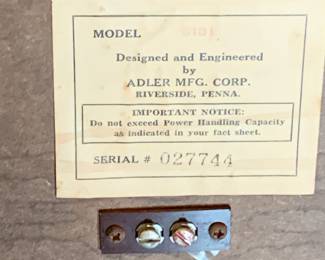 MODEL
Designed and Engineered
by
ADLER MFG. CORP.
RIVERSIDE, PENNA.
IMPORTANT NOTICE:
Do not exceed Power Handling Capacity
as indicated in your fact sheet.
SERIAL # 027744